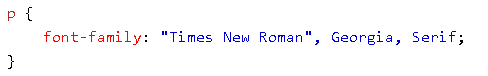 p {
    font-family: "Times New Roman", Georgia, Serif;
}